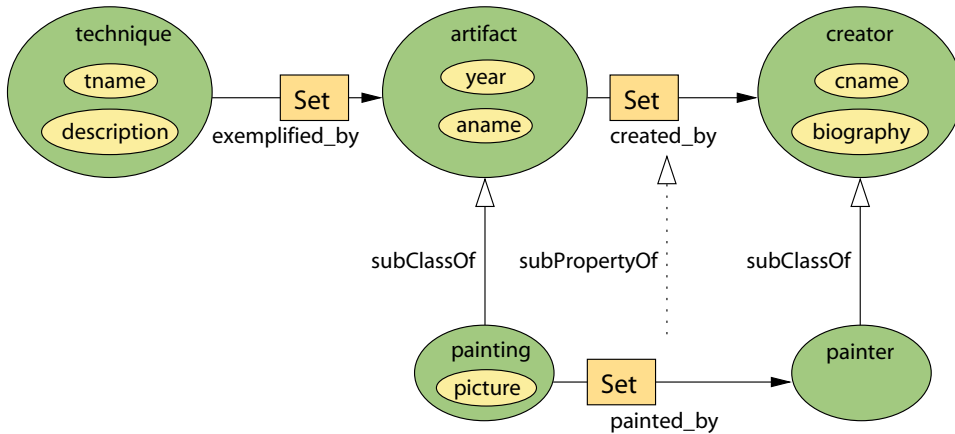 technique
artifact
creator
tname
year
cname
Set
Set
description
aname
biography
exemplified_by
created_by
subClassOf
subPropertyOf
subClassOf
painting
painter
picture
Set
painted_by